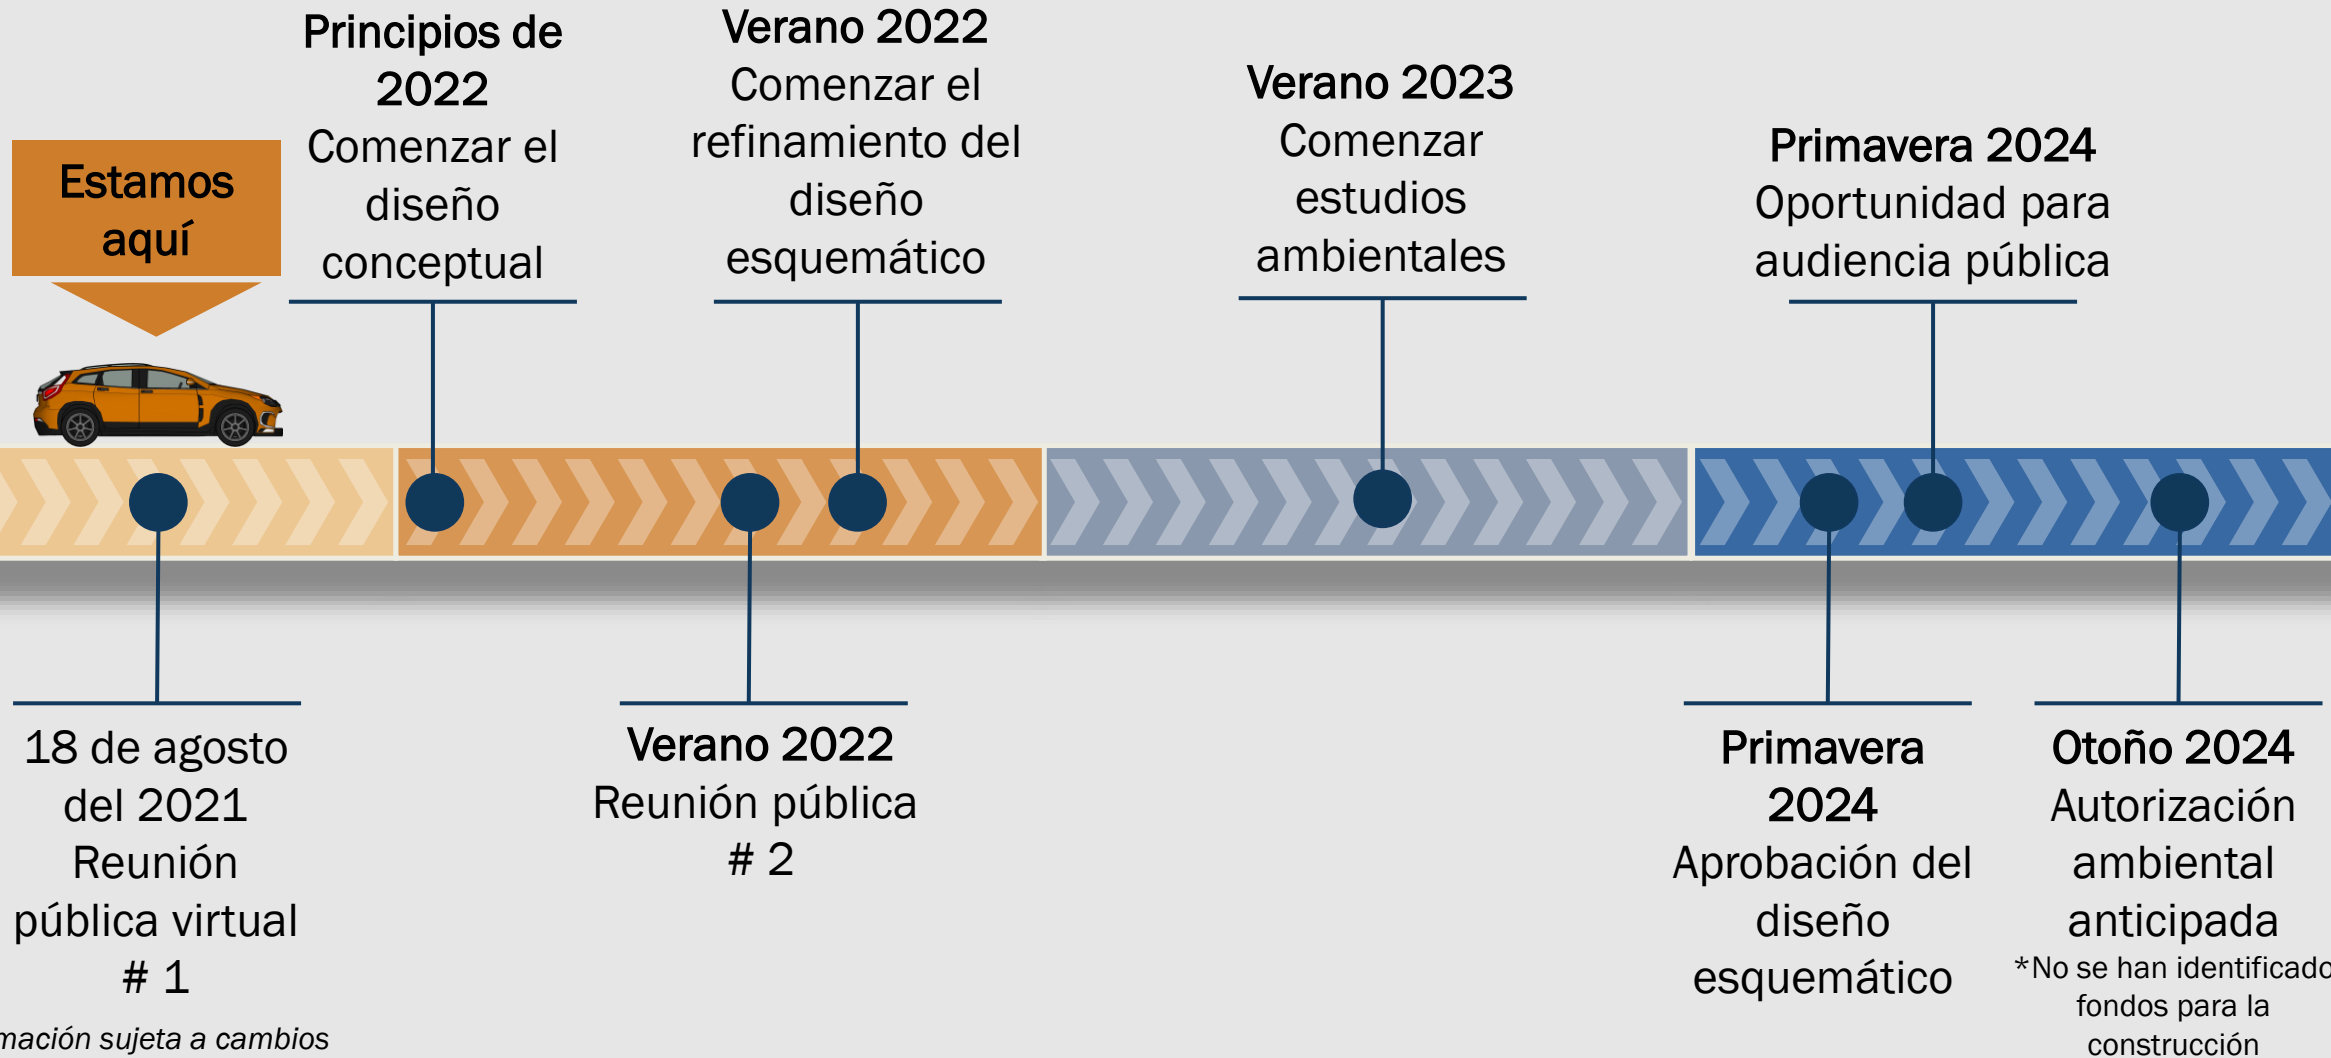 Estamos
aquí
Principios de
2022
Comenzar el
diseño
conceptual
Verano 2022
Comenzar el
refinamiento del
diseño
esquemático
Verano 2023
Comenzar
estudios
ambientales
Primavera 2024
Oportunidad para
audiencia pública
18 de agosto
del 2021
Reunión
pública virtual
# 1
Verano 2022
Reunión pública
# 2
Primavera
2024
Aprobación del
diseño
esquemático
Otoño 2024
Autorización
ambiental
anticipada
*No se han identificado
fondos para la
construcción
mación sujeta a cambios